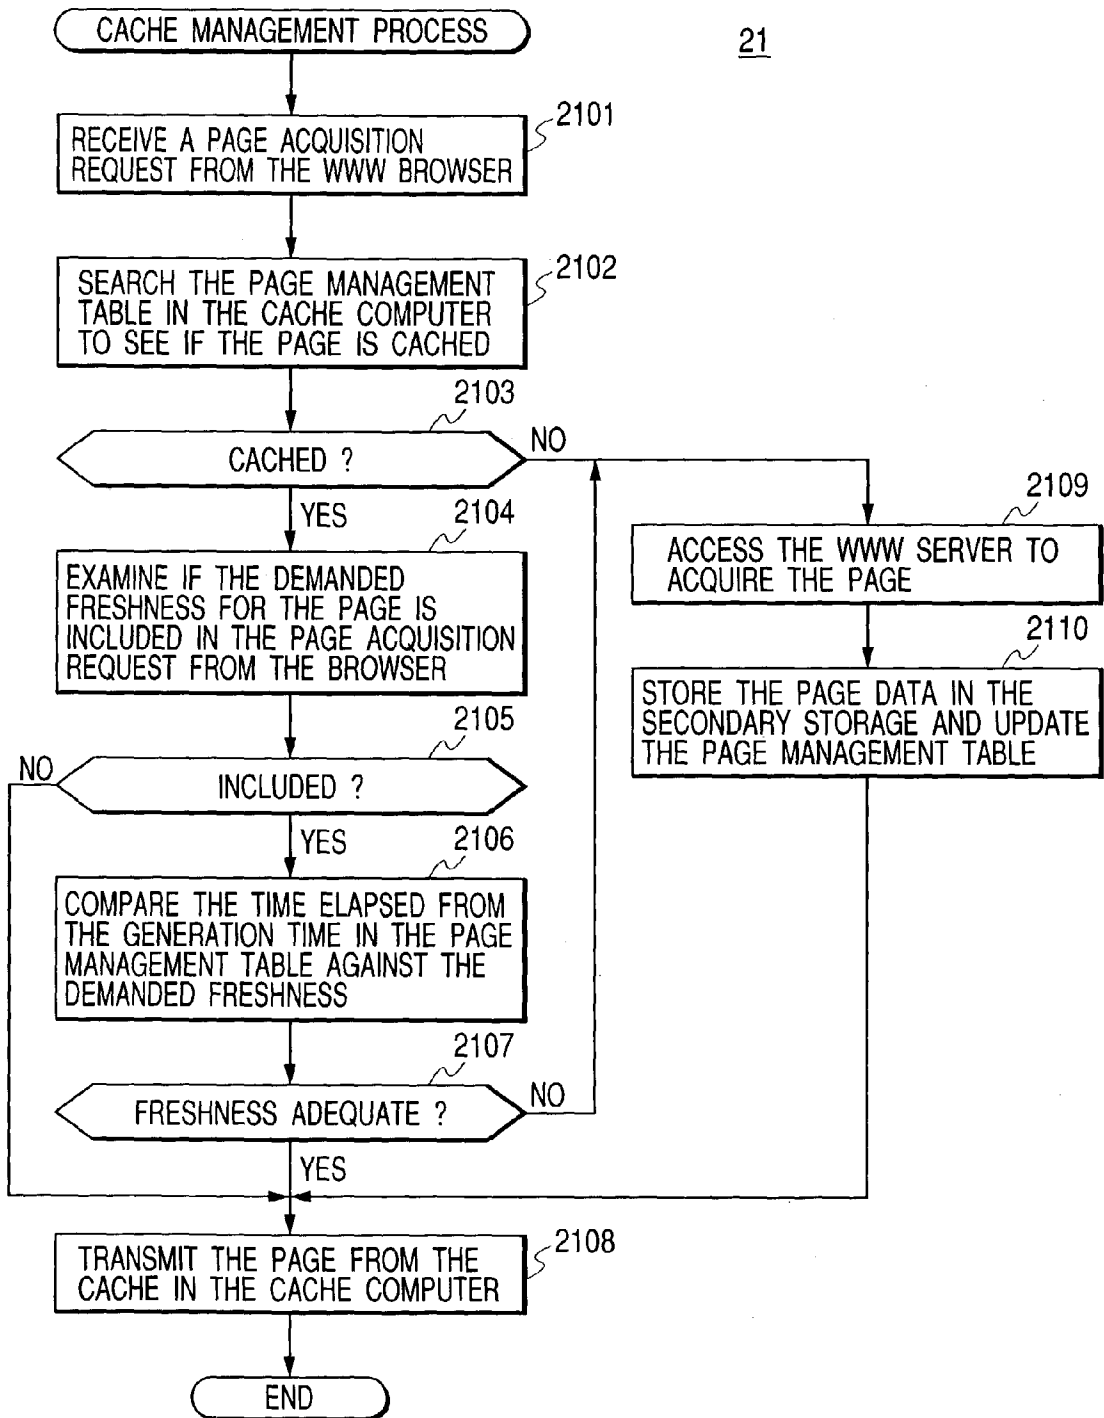 CACHE MANAGEMENT PROCESS
21
2101
RECEIVE A PAGE ACQUISITION
REQUEST FROM THE WWW BROWSER
2102
SEARCH THE PAGE MANAGEMENT
TABLE IN THE CACHE COMPUTER
TO SEE IF THE PAGE IS CACHED
2103
CACHED ?
NO
YES
2104
EXAMINE IF THE DEMANDED
FRESHNESS FOR THE PAGE IS
INCLUDED IN THE PAGE ACQUISITION
REQUEST FROM THE BROWSER
2109
ACCESS THE WWW SERVER TO
ACQUIRE THE PAGE
2110
STORE THE PAGE DATA IN THE
SECONDARY STORAGE AND UPDATE
THE PAGE MANAGEMENT TABLE
2105
NO
INCLUDED ?
YES
2106
COMPARE THE TIME ELAPSED FROM
THE GENERATION TIME IN THE PAGE
MANAGEMENT TABLE AGAINST THE
DEMANDED FRESHNESS
2107
FRESHNESS ADEQUATE ?
NO
YES
2108
TRANSMIT THE PAGE FROM THE
CACHE IN THE CACHE COMPUTER
END